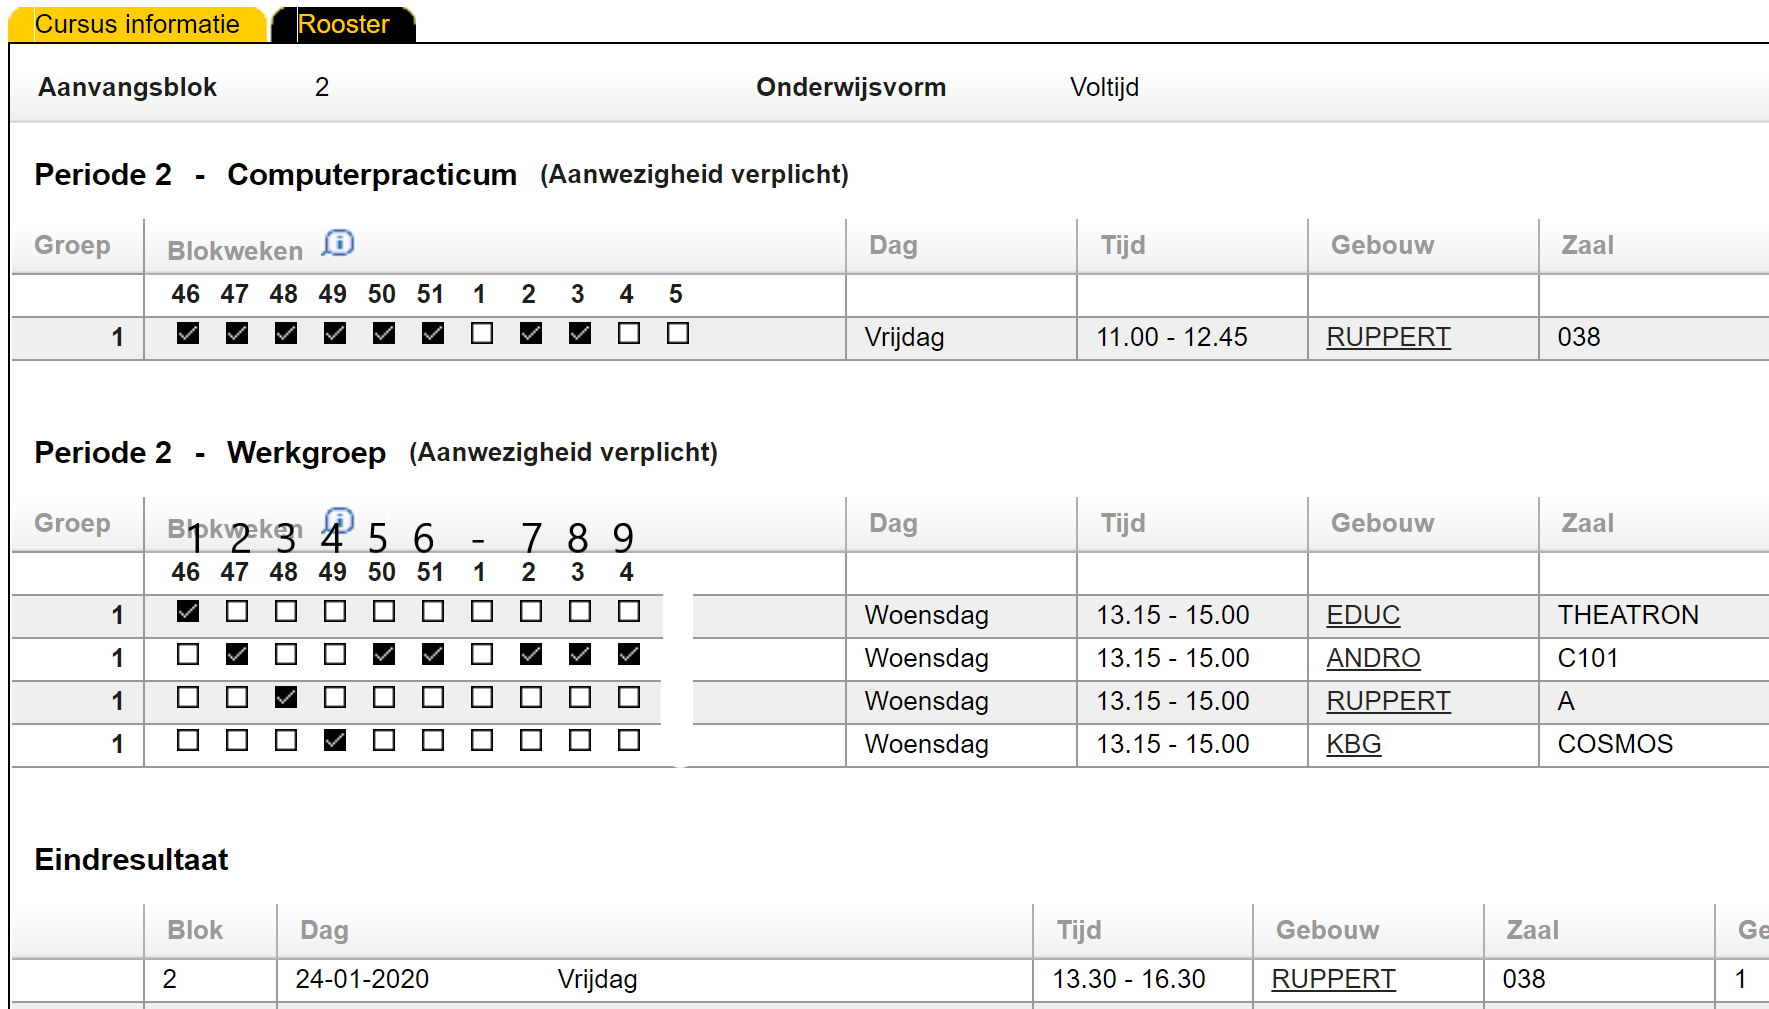 Cursus informatie Rooster
Aanvangsblok 2 Onderwijsvorm Voltijd
Periode 2 - Computerpracticum (Aanwezigheid verplicht)
Groep Blokweken Dag Tijd Gebouw Zaal
46 47 48 49 50 51 1 2 3 4 5
1 Vrijdag 11.00 - 12.45 RUPPERT 038
Periode 2 - Werkgroep (Aanwezigheid verplicht)
Groep Blokweken Dag Tijd Gebouw Zaal
1 2 3 4 5 6 - 7 8 9
46 47 48 49 50 51 1 2 3 4
1 Woensdag 13.15 - 15.00 EDUC THEATRON
1 Woensdag 13.15 - 15.00 ANDRO C101
1 Woensdag 13.15 - 15.00 RUPPERT A
1 Woensdag 13.15 - 15.00 KBG COSMOS
Eindresultaat
Blok Dag Tijd Gebouw Zaal Ge
2 24-01-2020 Vrijdag 13.30 - 16.30 RUPPERT 038 1